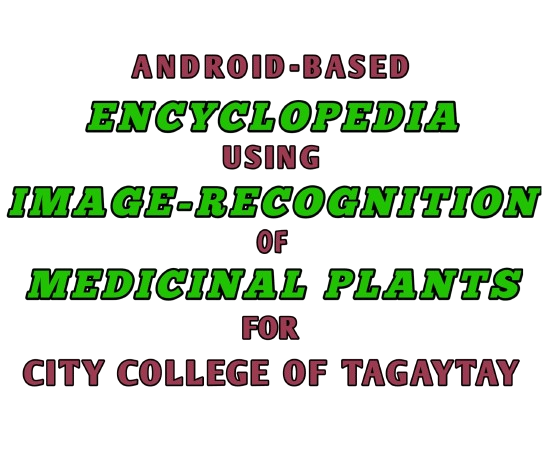 ANDROID-BASED
ENCYCLOPEDIA
USING
IMAGE-RECOGNITION
OF
MEDICINAL PLANTS
FOR
CITY COLLEGE OF TAGAYTAY